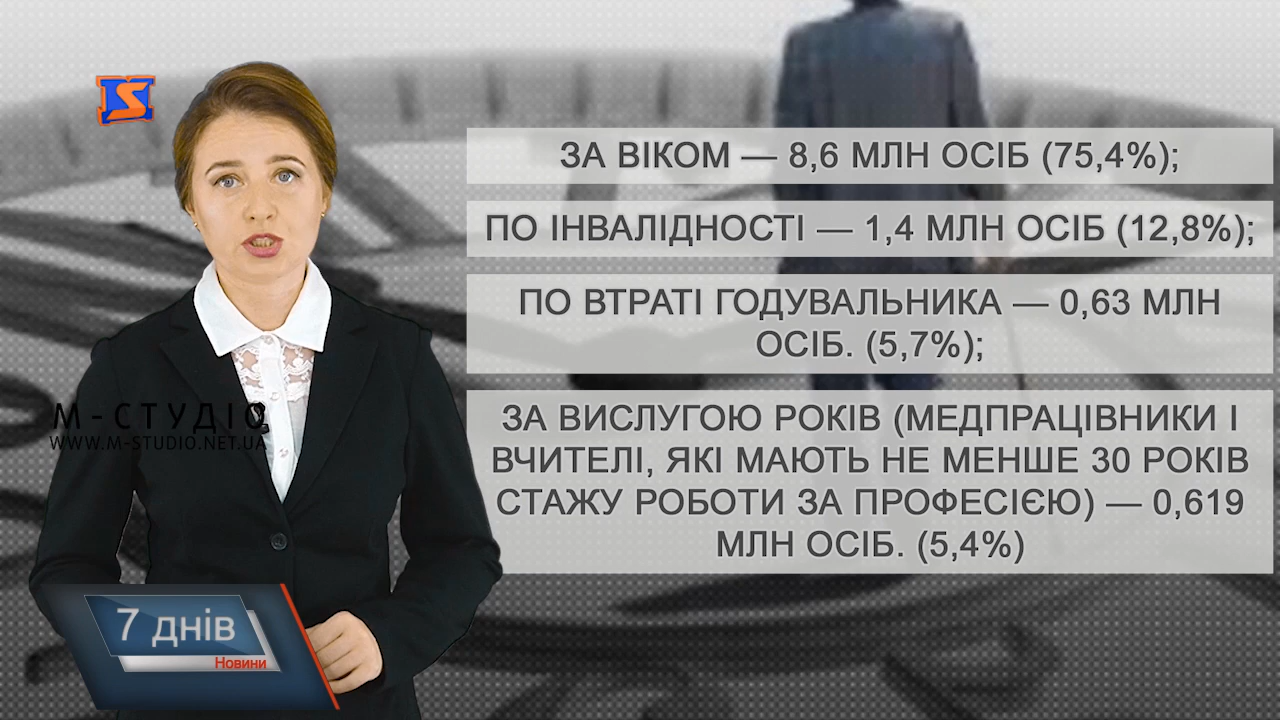 ЗА ВІКОМ — 8,6 МЛН ОСІБ (75,4%);
ПО ІНВАЛІДНОСТІ — 1,4 МЛН ОСІБ (12,8%);
ПО ВТРАТІ ГОДУВАЛЬНИКА — 0,63 МЛН
ОСІБ. (5,7%);
ЗА ВИСЛУГОЮ РОКІВ (МЕДПРАЦІВНИКИ І
ВЧИТЕЛІ, ЯКІ МАЮТЬ НЕ МЕНШЕ 30 РОКІВ
СТАЖУ РОБОТИ ЗА ПРОФЕСІЄЮ) — 0,619
МЛН ОСІБ. (5,4%)
М-СТУДІО
WWW.M-STUDIO.NET.UA
7 днів
Новини